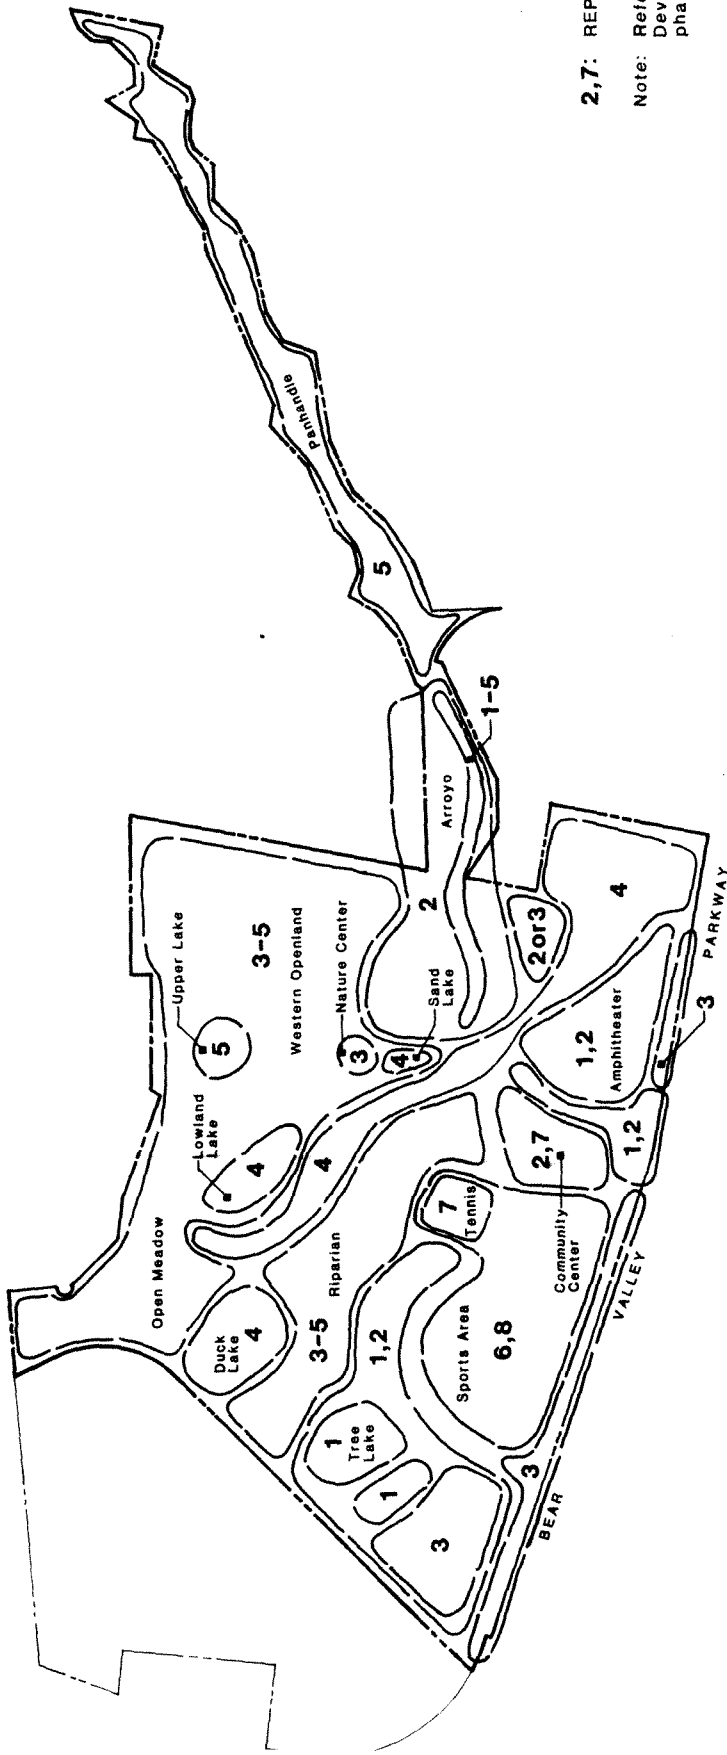 2,7: REP
Note: Refe
Dev
pha
Panhandle
5
1-5
Arroyo
2
Upper Lake
5
3-5
Western Openland
Nature Center
3
4
Sand
Lake
2or3
4
PARKWAY
3
1,2
Amphitheater
1,2
2,7
Community
Center
7
Tennis
Lowland
Lake
4
4
Open Meadow
Riparian
3-5
Duck
Lake
4
1,2
Sports Area
6,8
1
Tree
Lake
1
3
3
BEAR
VALLEY